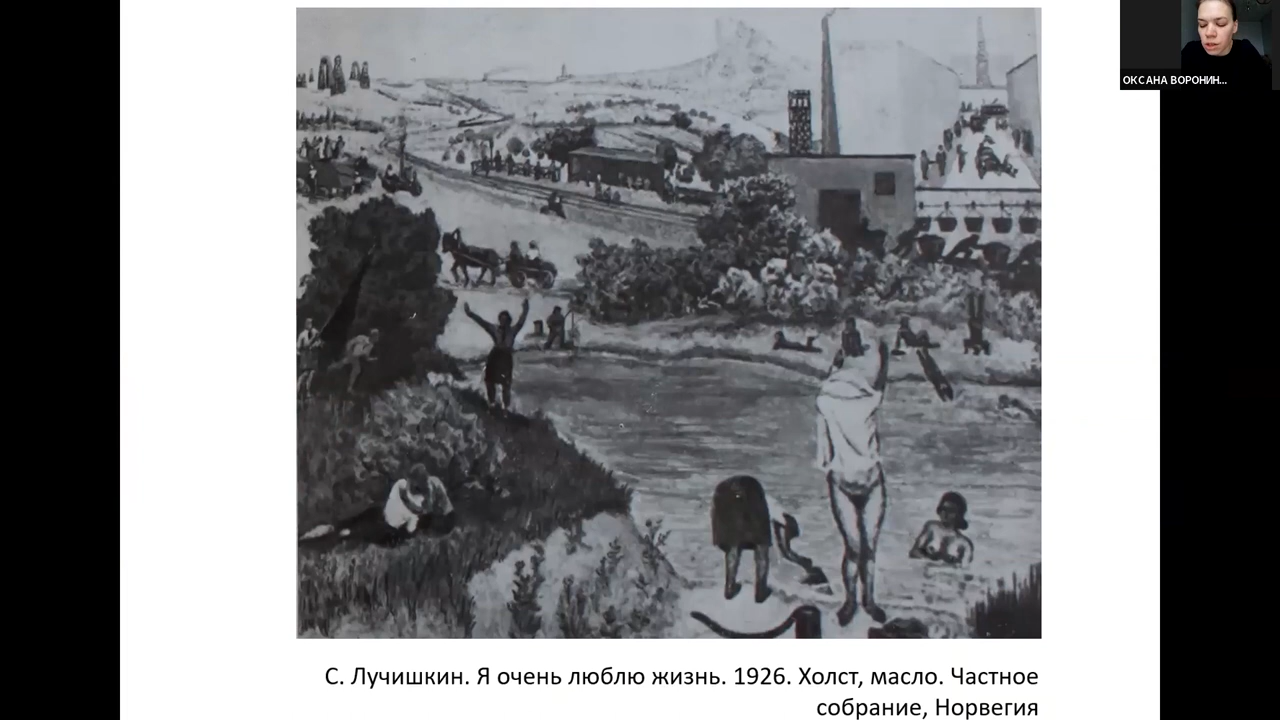 ОКСАНА ВОРОНИН...
С. Лучишкин. Я очень люблю жизнь. 1926. Холст, масло. Частное
собрание, Норвегия